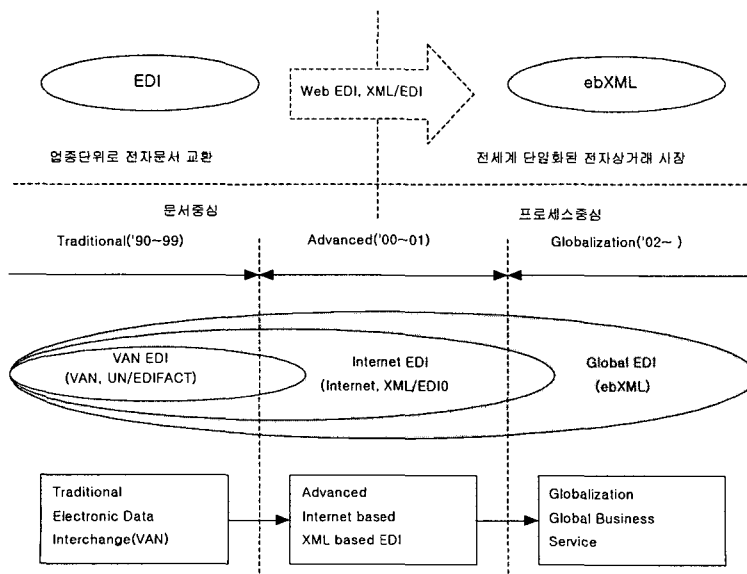 EDI
Web EDI, XML/EDI
ebXML
업종단위로 전자문서 교환
전세계 단일화된 전자상거래 시장
문서중심
프로세스중심
Traditional('90~99)
Advanced('00~01)
Globalization('02~ )
VAN EDI
(VAN, UN/EDIFACT)
Internet EDI
(Internet, XML/EDI0
Global EDI
(ebXML)
Traditional
Electronic Data
Interchange(VAN)
Advanced
Internet based
XML based EDI
Globalization
Global Business
Service